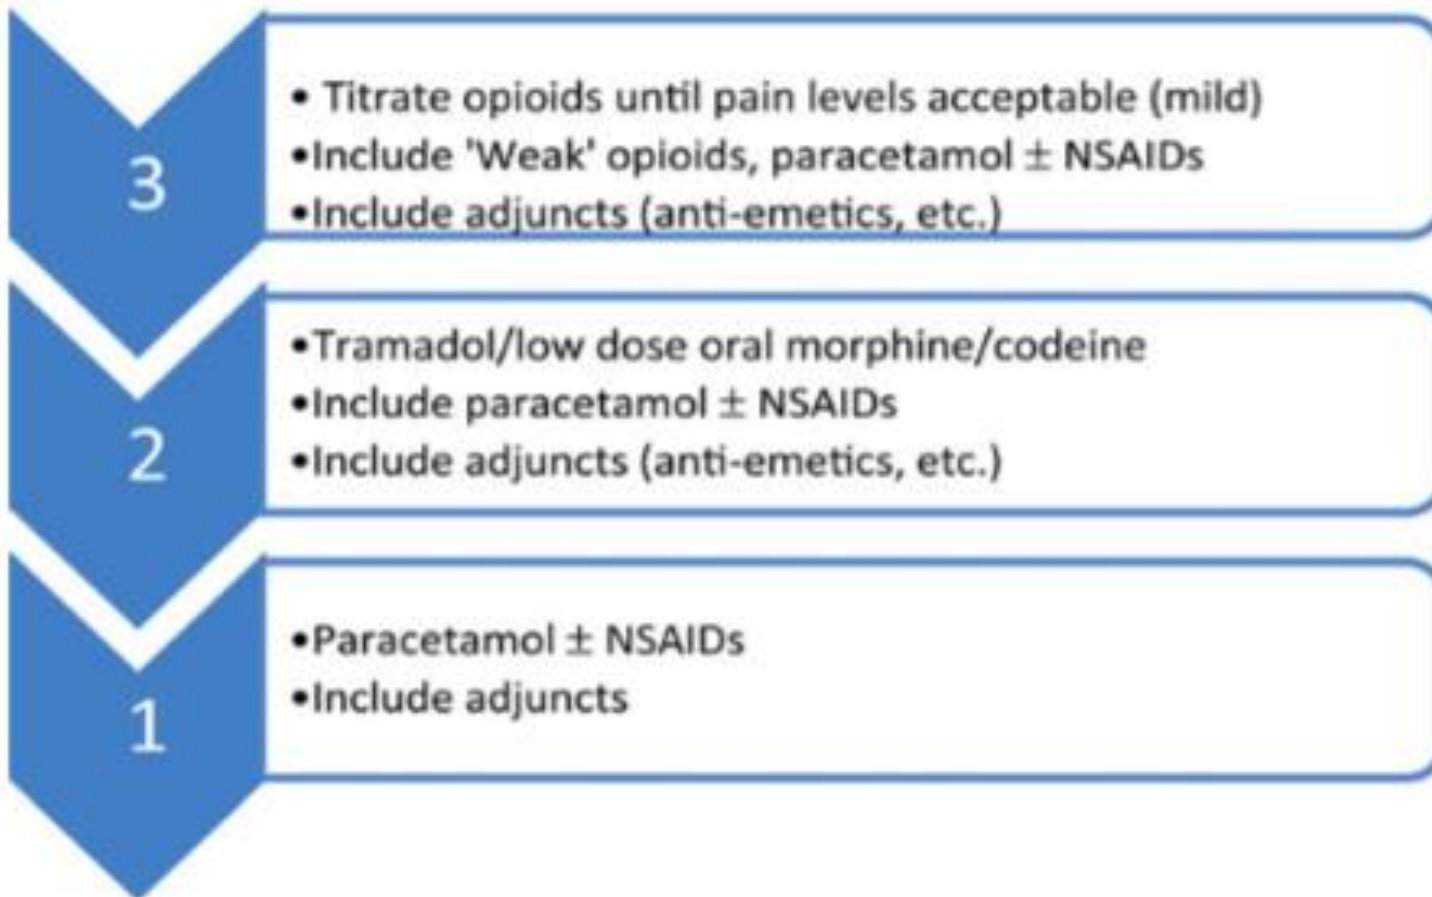 3
• Titrate opioids until pain levels acceptable (mild)
•Include 'Weak' opioids, paracetamol ± NSAIDs
•Include adjuncts (anti-emetics, etc.)
2
•Tramadol/low dose oral morphine/codeine
•Include paracetamol ± NSAIDs
•Include adjuncts (anti-emetics, etc.)
1
•Paracetamol ± NSAIDs
•Include adjuncts